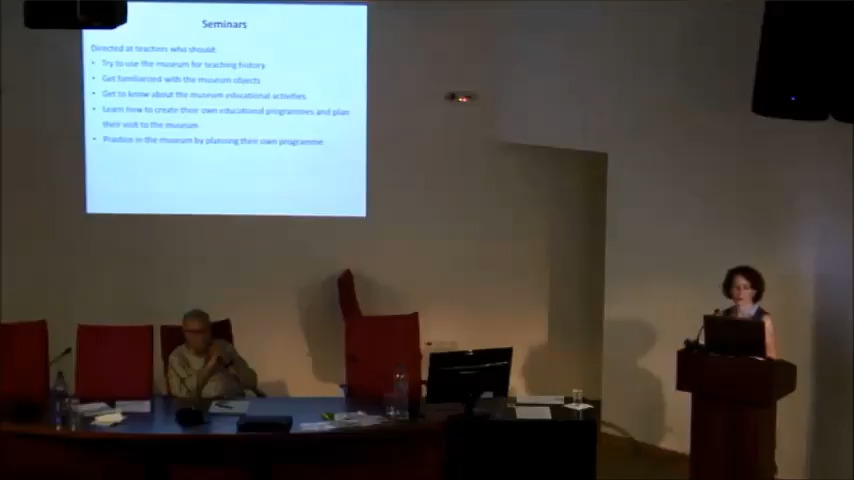 Seminars
Directed at teachers who should:
• Try to use the museum for teaching history
• Get familiarized with the museum objects
• Get to know about the museum educational activities
• Learn how to create their own educational programmes and plan
their visit to the museum
• Practice in the museum by planning their own programme